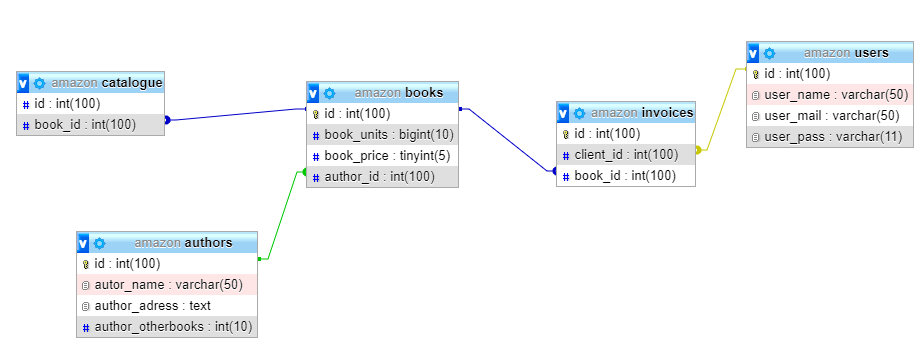 amazon catalogue
id : int(100)
book_id : int(100)
amazon books
id : int(100)
book_units : bigint(10)
book_price : tinyint(5)
author_id : int(100)
amazon invoices
id : int(100)
client_id : int(100)
book_id : int(100)
amazon users
id : int(100)
user_name : varchar(50)
user_mail : varchar(50)
user_pass : varchar(11)
amazon authors
id : int(100)
autor_name : varchar(50)
author_adress : text
author_otherbooks : int(10)